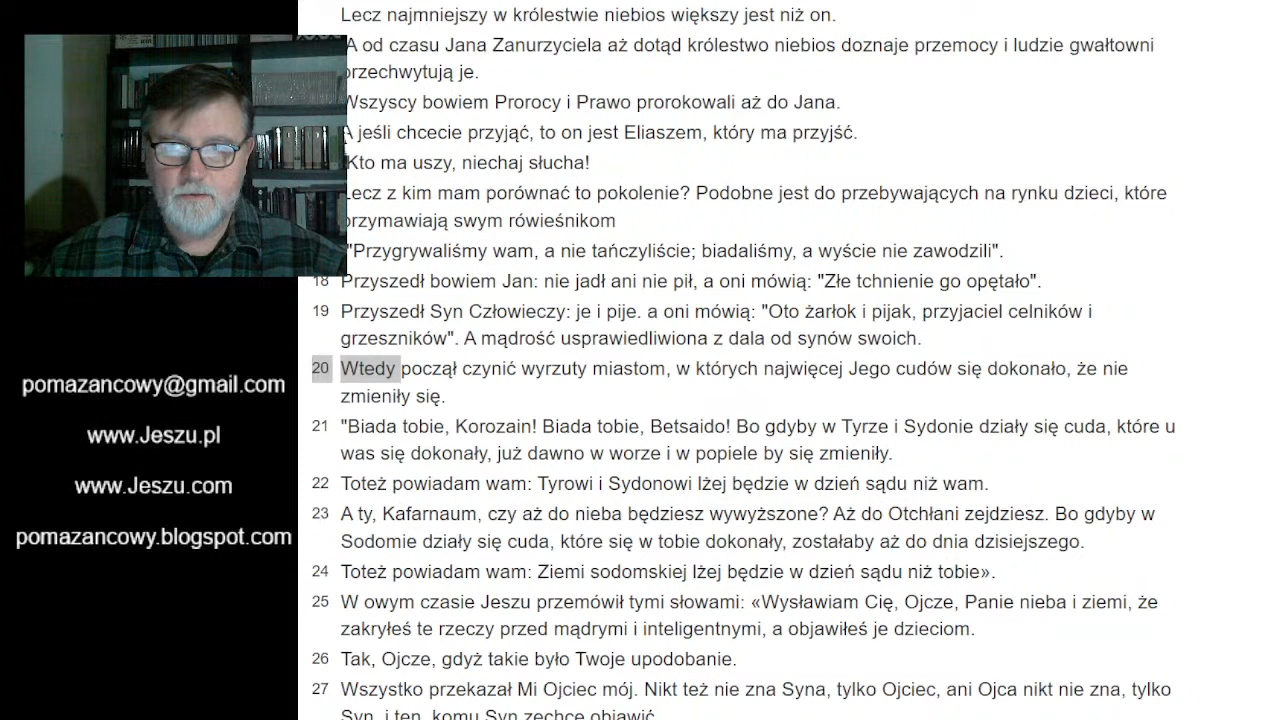 Lecz najmniejszy w królestwie niebios większy jest niż on.
A od czasu Jana Zanurzyciela aż dotąd królestwo niebios doznaje przemocy i ludzie gwałtowni
przechwytują je.
Wszyscy bowiem Prorocy i Prawo prorokowali aż do Jana.
A jeśli chcecie przyjąć, to on jest Eliaszem, który ma przyjść.
Kto ma uszy, niechaj słucha!
Lecz z kim mam porównać to pokolenie? Podobne jest do przebywających na rynku dzieci, które
przymawiają swym rówieśnikom
"Przygrywaliśmy wam, a nie tańczyliście; biadaliśmy, a wyście nie zawodzili".
18 Przyszedł bowiem Jan: nie jadł ani nie pił, a oni mówią: "Złe tchnienie go opętało".
19 Przyszedł Syn Człowieczy: je i pije. a oni mówią: "Oto żarłok i pijak, przyjaciel celników i
grzeszników". A mądrość usprawiedliwiona z dala od synów swoich.
20 Wtedy począł czynić wyrzuty miastom, w których najwięcej Jego cudów się dokonało, że nie
zmieniły się.
21 "Biada tobie, Korozain! Biada tobie, Betsaido! Bo gdyby w Tyrze i Sydonie działy się cuda, które u
was się dokonały, już dawno w worze i w popiele by się zmieniły.
22 Toteż powiadam wam: Tyrowi i Sydonowi lżej będzie w dzień sądu niż wam.
23 A ty, Kafarnaum, czy aż do nieba będziesz wywyższone? Aż do Otchłani zejdziesz. Bo gdyby w
Sodomie działy się cuda, które się w tobie dokonały, zostałaby aż do dnia dzisiejszego.
24 Toteż powiadam wam: Ziemi sodomskiej lżej będzie w dzień sądu niż tobie».
25 W owym czasie Jeszu przemówił tymi słowami: «Wysławiam Cię, Ojcze, Panie nieba i ziemi, że
zakryłeś te rzeczy przed mądrymi i inteligentnymi, a objawiłeś je dzieciom.
26 Tak, Ojcze, gdyż takie było Twoje upodobanie.
27 Wszystko przekazał Mi Ojciec mój. Nikt też nie zna Syna, tylko Ojciec, ani Ojca nikt nie zna, tylko
Syn, i ten, komu Syn zechce objawić.
pomazancowy@gmail.com
www.Jeszu.pl
www.Jeszu.com
pomazancowy.blogspot.com